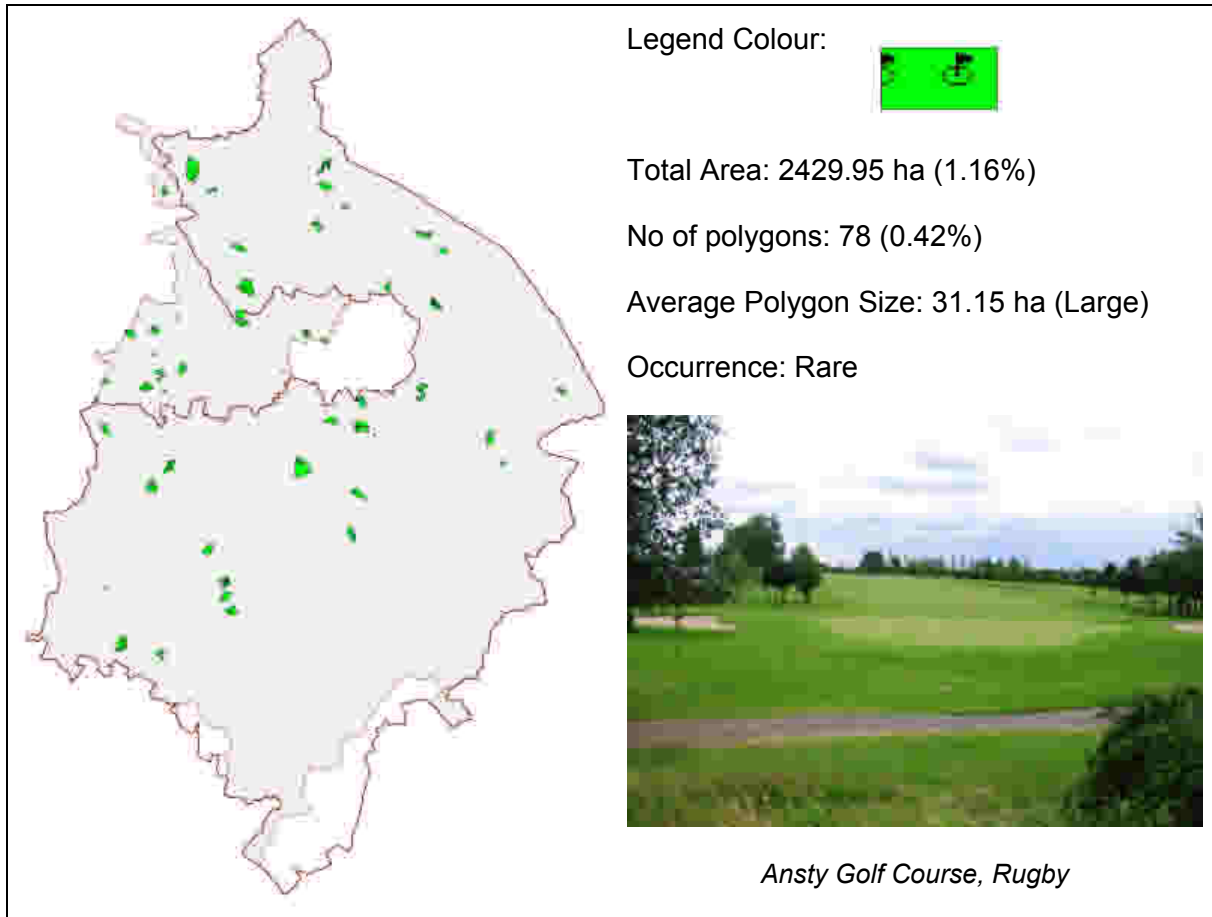 Legend Colour:
Total Area: 2429.95 ha (1.16%)
No of polygons: 78 (0.42%)
Average Polygon Size: 31.15 ha (Large)
Occurrence: Rare
Ansty Golf Course, Rugby